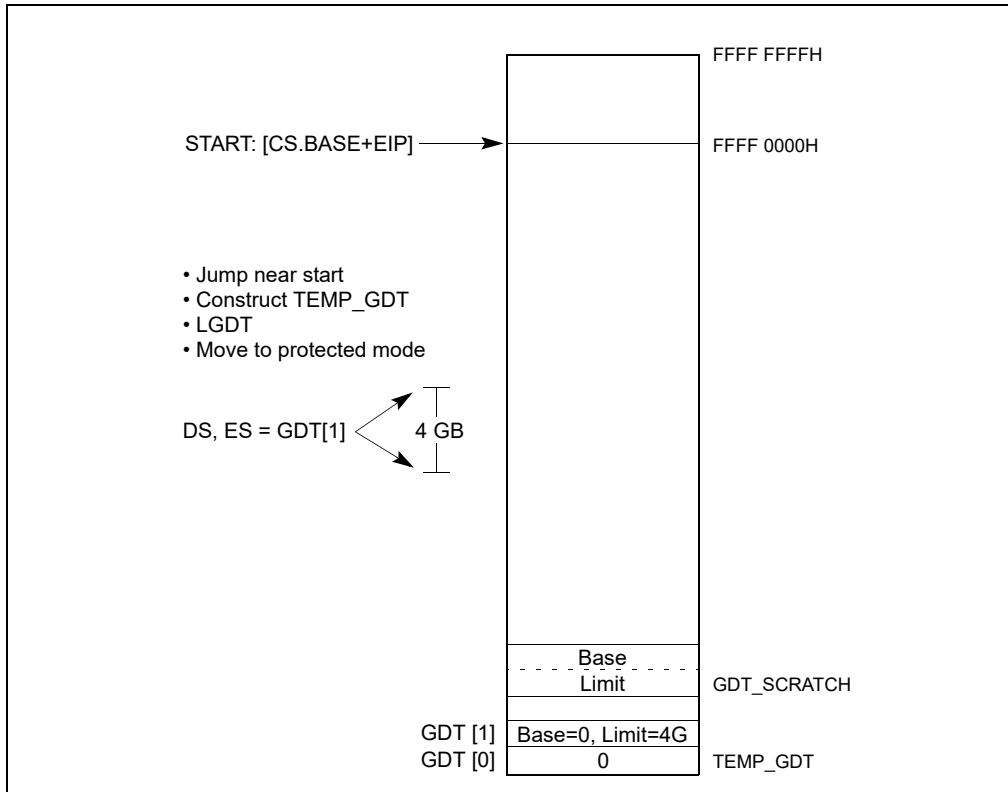 FFFF FFFFH
START: [CS.BASE+EIP]
FFFF 0000H
• Jump near start
• Construct TEMP_GDT
• LGDT
• Move to protected mode
DS, ES = GDT[1]
4 GB
Base
Limit
GDT_SCRATCH
GDT [1]
Base=0, Limit=4G
GDT [0]
0
TEMP_GDT